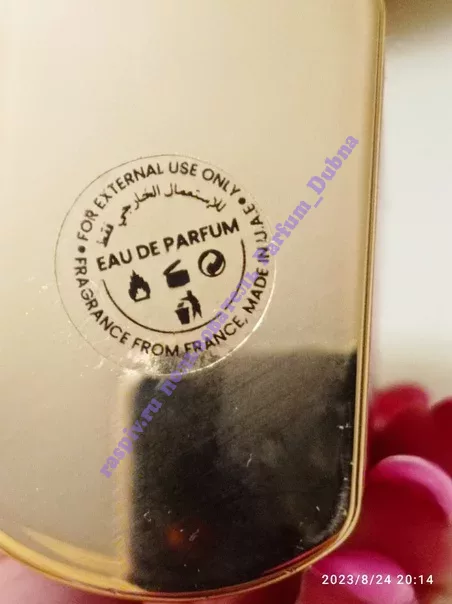 • FOR EXTERNAL USE ONLY •
للإستعمال الخارجي فقط
EAU DE PARFUM
FRAGRANCE FROM FRANCE, MADE IN U.A.E
raspiv.ru
Parfum_Dubna
2023/8/24 20:14